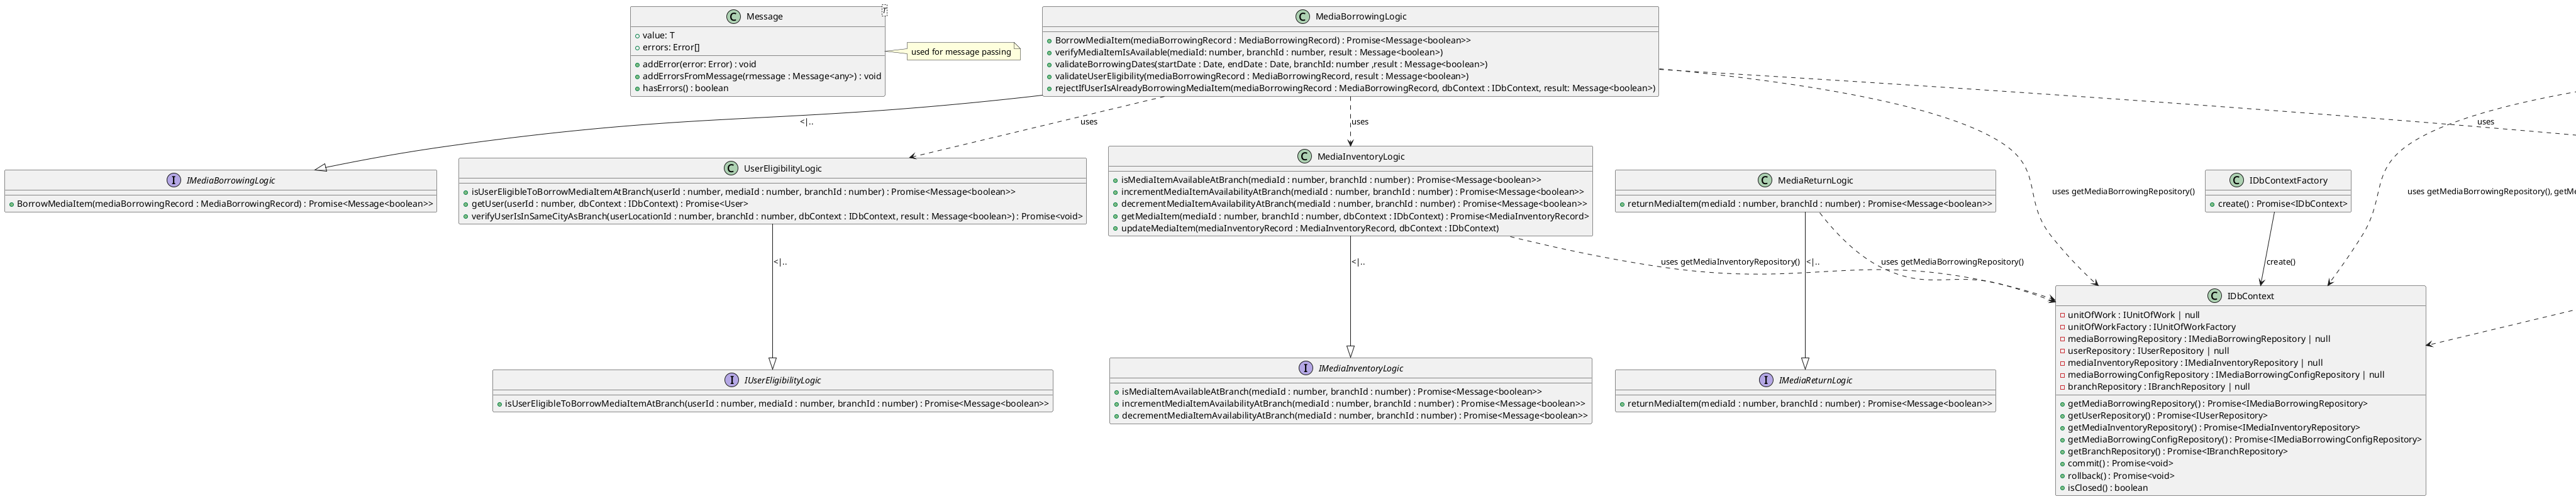 Message
T
value: T
errors: Error[]
addError(error: Error) : void
addErrorsFromMessage(rmessage : Message<any>) : void
hasErrors() : boolean
used for message passing
MediaBorrowingLogic
BorrowMediaItem(mediaBorrowingRecord : MediaBorrowingRecord) : Promise<Message<boolean>>
verifyMediaItemIsAvailable(mediaId: number, branchId : number, result : Message<boolean>)
validateBorrowingDates(startDate : Date, endDate : Date, branchId: number ,result : Message<boolean>)
validateUserEligibility(mediaBorrowingRecord : MediaBorrowingRecord, result : Message<boolean>)
rejectIfUserIsAlreadyBorrowingMediaItem(mediaBorrowingRecord : MediaBorrowingRecord, dbContext : IDbContext, result: Message<boolean>)
<|..
uses
uses
uses
IMediaBorrowingLogic
BorrowMediaItem(mediaBorrowingRecord : MediaBorrowingRecord) : Promise<Message<boolean>>
UserEligibilityLogic
isUserEligibleToBorrowMediaItemAtBranch(userId : number, mediaId : number, branchId : number) : Promise<Message<boolean>>
getUser(userId : number, dbContext : IDbContext) : Promise<User>
verifyUserIsInSameCityAsBranch(userLocationId : number, branchId : number, dbContext : IDbContext, result : Message<boolean>) : Promise<void>
MediaInventoryLogic
isMediaItemAvailableAtBranch(mediaId : number, branchId : number) : Promise<Message<boolean>>
incrementMediaItemAvailabilityAtBranch(mediaId : number, branchId : number) : Promise<Message<boolean>>
decrementMediaItemAvailabilityAtBranch(mediaId : number, branchId : number) : Promise<Message<boolean>>
getMediaItem(mediaId : number, branchId : number, dbContext : IDbContext) : Promise<MediaInventoryRecord>
updateMediaItem(mediaInventoryRecord : MediaInventoryRecord, dbContext : IDbContext)
MediaReturnLogic
returnMediaItem(mediaId : number, branchId : number) : Promise<Message<boolean>>
uses getMediaBorrowingRepository()
IDbContextFactory
create() : Promise<IDbContext>
uses getMediaBorrowingRepository(), getMe
<|..
<|..
uses getMediaInventoryRepository()
<|..
uses getMediaBorrowingRepository()
create()
IUserEligibilityLogic
isUserEligibleToBorrowMediaItemAtBranch(userId : number, mediaId : number, branchId : number) : Promise<Message<boolean>>
IMediaInventoryLogic
isMediaItemAvailableAtBranch(mediaId : number, branchId : number) : Promise<Message<boolean>>
incrementMediaItemAvailabilityAtBranch(mediaId : number, branchId : number) : Promise<Message<boolean>>
decrementMediaItemAvailabilityAtBranch(mediaId : number, branchId : number) : Promise<Message<boolean>>
IMediaReturnLogic
returnMediaItem(mediaId : number, branchId : number) : Promise<Message<boolean>>
IDbContext
unitOfWork : IUnitOfWork | null
unitOfWorkFactory : IUnitOfWorkFactory
mediaBorrowingRepository : IMediaBorrowingRepository | null
userRepository : IUserRepository | null
mediaInventoryRepository : IMediaInventoryRepository | null
mediaBorrowingConfigRepository : IMediaBorrowingConfigRepository | null
branchRepository : IBranchRepository | null
getMediaBorrowingRepository() : Promise<IMediaBorrowingRepository>
getUserRepository() : Promise<IUserRepository>
getMediaInventoryRepository() : Promise<IMediaInventoryRepository>
getMediaBorrowingConfigRepository() : Promise<IMediaBorrowingConfigRepository>
getBranchRepository() : Promise<IBranchRepository>
commit() : Promise<void>
rollback() : Promise<void>
isClosed() : boolean